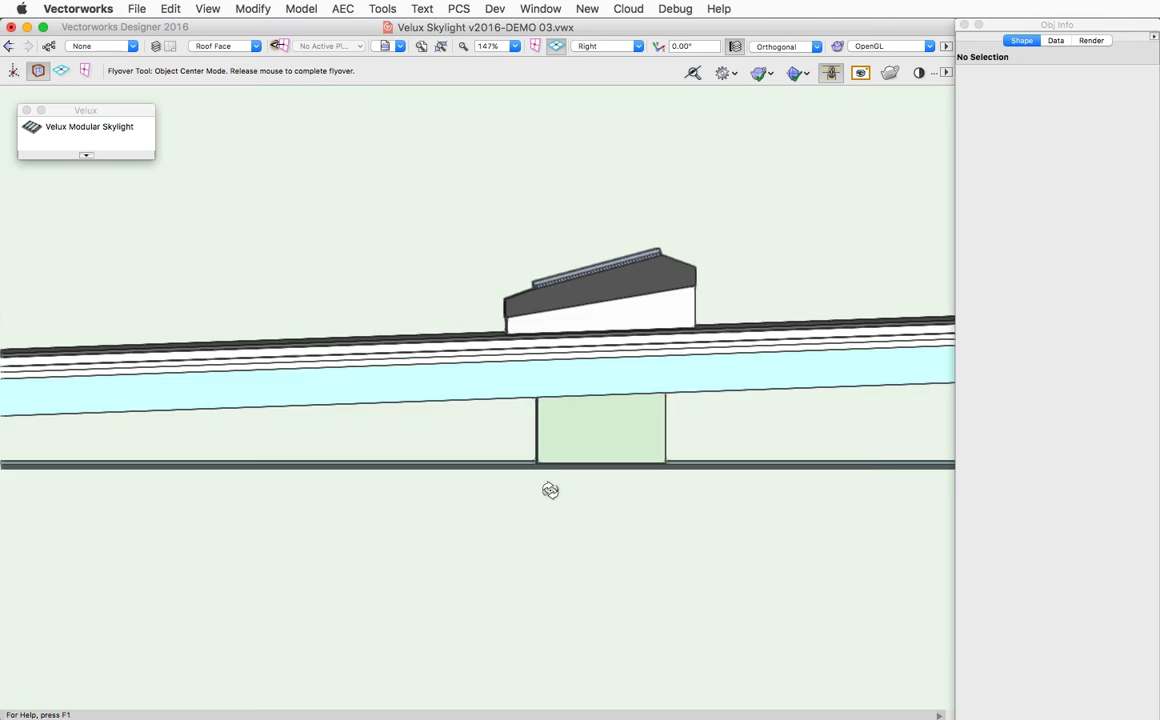 Vectorworks File Edit View Modify Model AEC Tools Text PCS Dev Window New Cloud Debug Help
Vectorworks Designer 2016
Velux Skylight v2016-DEMO 03.vwx
Obj Info
None
Roof Face
No Active Pl...
147%
Right
0.00°
Orthogonal
OpenGL
Shape Data Render
No Selection
Flyover Tool: Object Center Mode. Release mouse to complete flyover.
...
Velux
Velux Modular Skylight
For Help, press F1